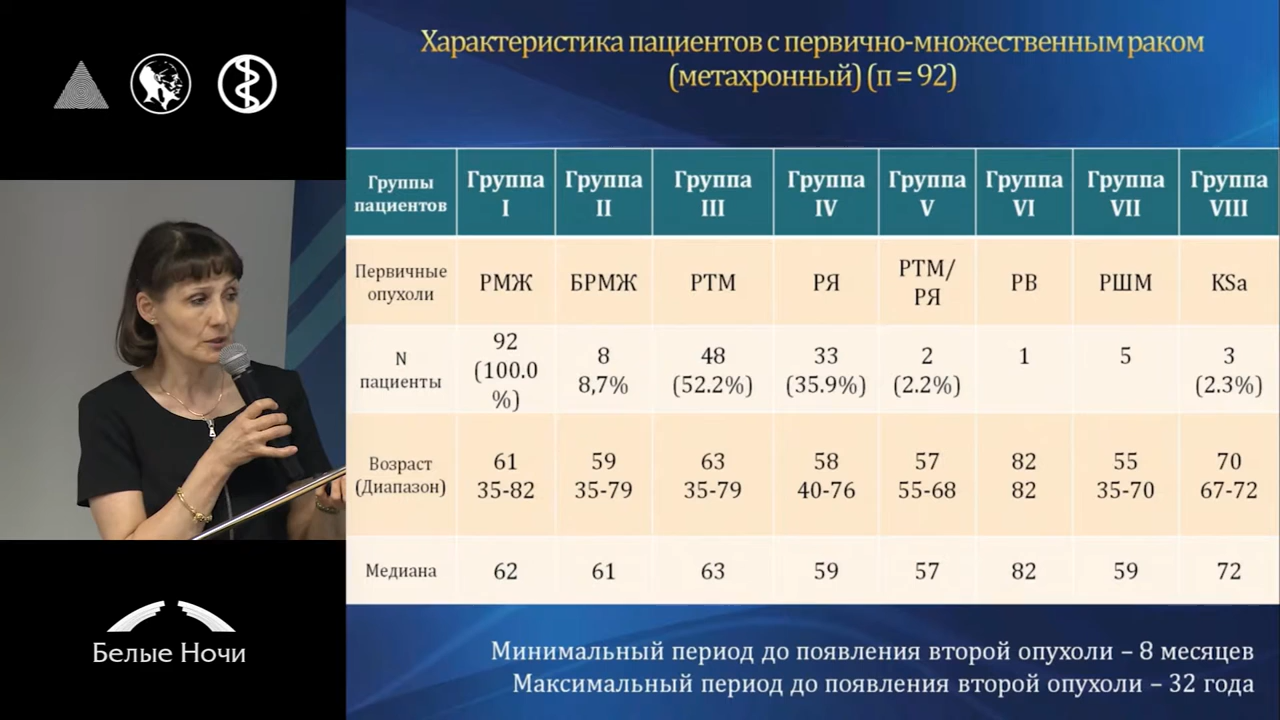 Характеристика пациентов с первично-множественным раком
(метахронный) (п = 92)
Группы пациентов | Группа I | Группа II | Группа III | Группа IV | Группа V | Группа VI | Группа VII | Группа VIII
Первичные опухоли | РМЖ | БРМЖ | РТМ | РЯ | РТМ/ РЯ | РВ | РШМ | KSa
N пациенты | 92 (100.0 %) | 8 8,7% | 48 (52.2%) | 33 (35.9%) | 2 (2.2%) | 1 | 5 | 3 (2.3%)
Возраст (Диапазон) | 61 35-82 | 59 35-79 | 63 35-79 | 58 40-76 | 57 55-68 | 82 82 | 55 35-70 | 70 67-72
Медиана | 62 | 61 | 63 | 59 | 57 | 82 | 59 | 72
Минимальный период до появления второй опухоли – 8 месяцев
Максимальный период до появления второй опухоли – 32 года
Белые Ночи